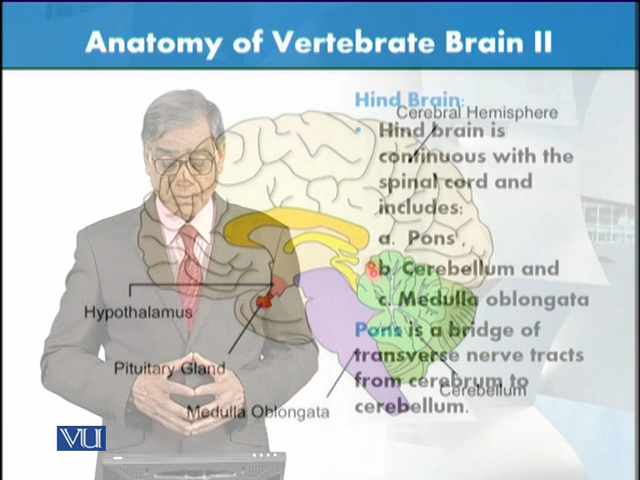 Anatomy of Vertebrate Brain II
Hind Brain:
Cerebral Hemisphere
• Hind brain is
continuous with the
spinal cord and
includes:
a. Pons,
b. Cerebellum and
c. Medulla oblongata
Pons is a bridge of
transverse nerve tracts
from cerebrum to
cerebellum.
Hypothalamus
Pituitary Gland
Medulla Oblongata
Cerebellum
VU